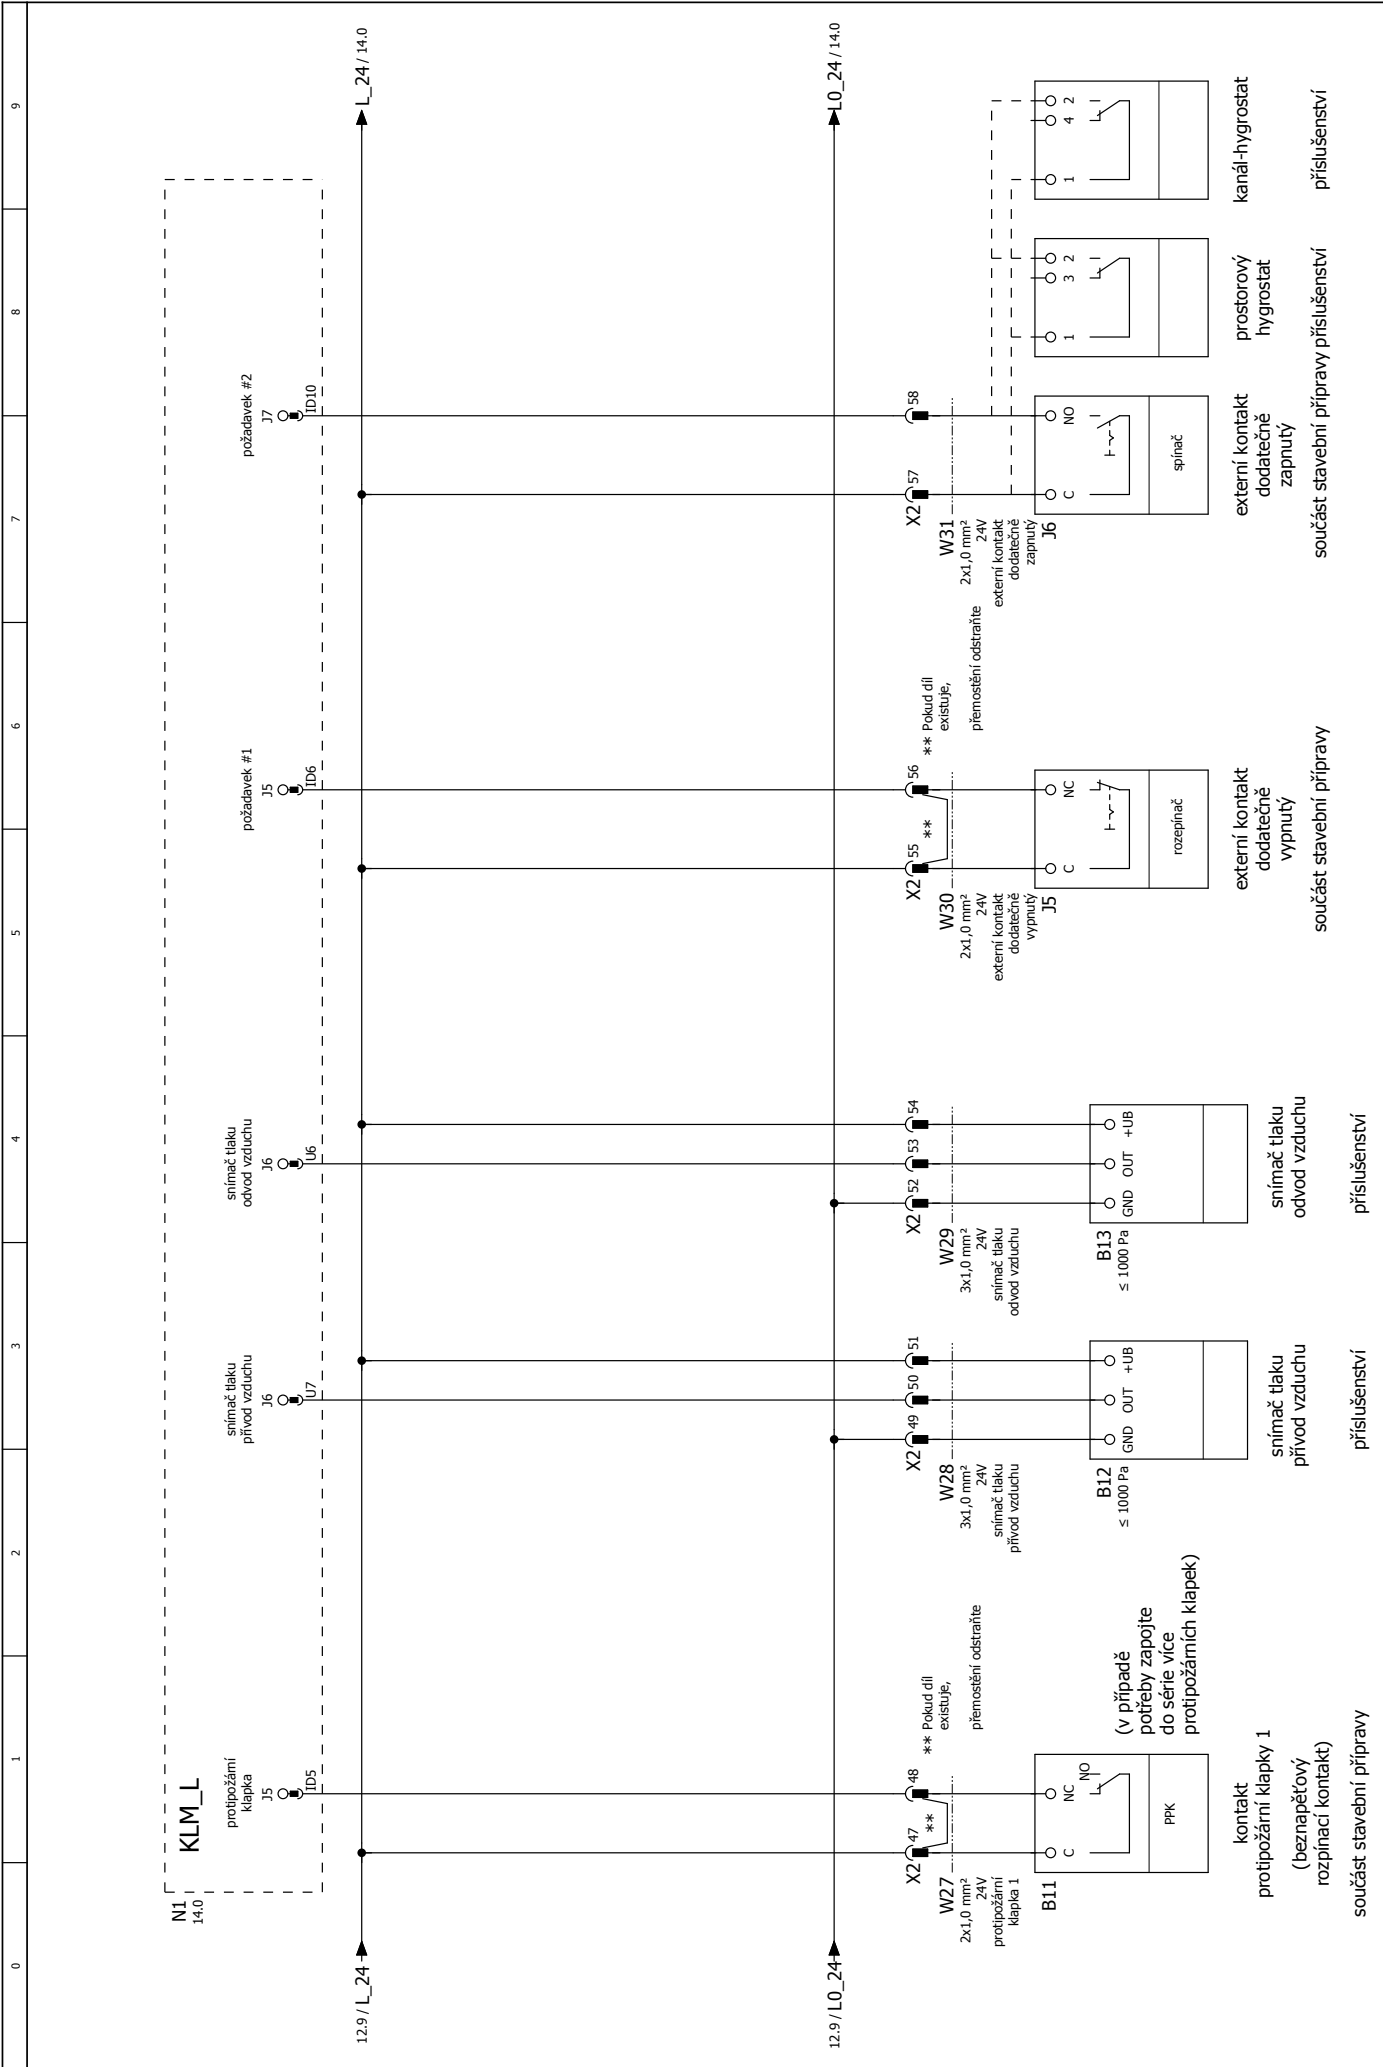 0 1 2 3 4 5 6 7 8 9
N1
14.0
KLM_L
protipožární
klapka
J5
ID5
snímač tlaku
přívod vzduchu
J6
U7
snímač tlaku
odvod vzduchu
J6
U6
požadavek #1
J5
ID6
požadavek #2
J7
ID10
12.9 / L_24
L_24 / 14.0
12.9 / L0_24
L0_24 / 14.0
X2 47 48
**
W27
2x1,0 mm²
24V
protipožární
klapka 1
** Pokud díl
existuje,
přemostění odstraňte
B11
C NC NO
PPK
(v případě
potřeby zapojte
do série více
protipožárních klapek)
kontakt
protipožární klapky 1
(beznapěťový
rozpínací kontakt)
součást stavební přípravy
X2 49 50 51
W28
3x1,0 mm²
24V
snímač tlaku
přívod vzduchu
B12
≤ 1000 Pa
GND OUT +UB
snímač tlaku
přívod vzduchu
příslušenství
X2 52 53 54
W29
3x1,0 mm²
24V
snímač tlaku
odvod vzduchu
B13
≤ 1000 Pa
GND OUT +UB
snímač tlaku
odvod vzduchu
příslušenství
X2 55 56
**
W30
2x1,0 mm²
24V
externí kontakt
dodatečně
vypnutý
** Pokud díl
existuje,
přemostění odstraňte
J5
C NC
rozepínač
externí kontakt
dodatečně
vypnutý
součást stavební přípravy
X2 57 58
W31
2x1,0 mm²
24V
externí kontakt
dodatečně
zapnutý
J6
C NO
spínač
externí kontakt
dodatečně
zapnutý
součást stavební přípravy
1 3 2
prostorový
hygrostat
příslušenství
1 4 2
kanál-hygrostat
příslušenství